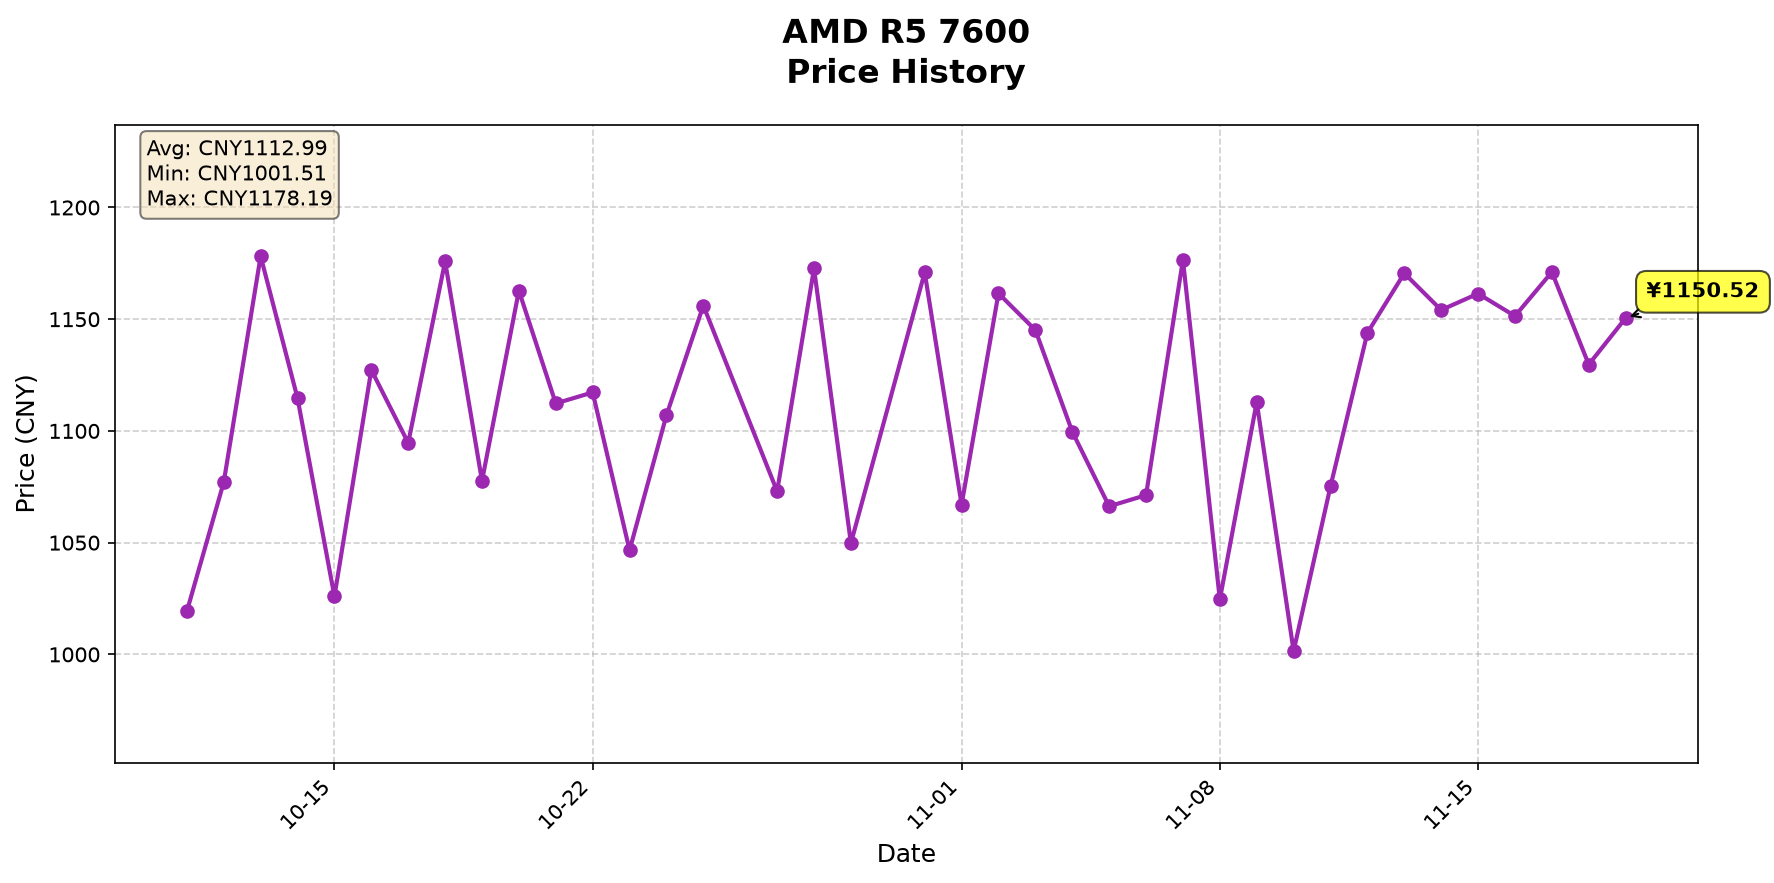 AMD R5 7600
Price History
Avg: CNY1112.99
Min: CNY1001.51
Max: CNY1178.19
¥1150.52
Price (CNY)
1200
1150
1100
1050
1000
10-15
10-22
11-01
11-08
11-15
Date